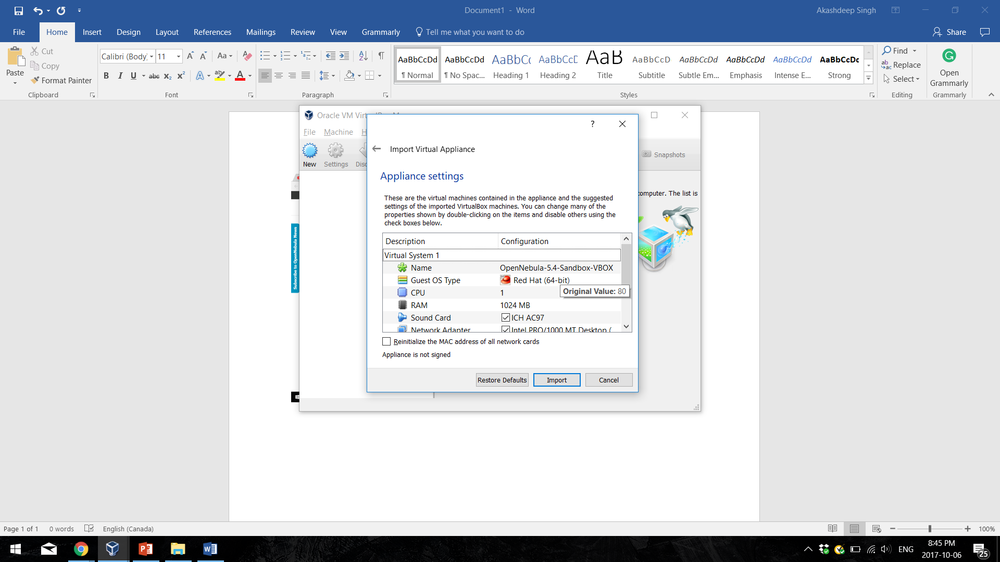 Document1 - Word
Akashdeep Singh
File
Home
Insert
Design
Layout
References
Mailings
Review
View
Grammarly
Tell me what you want to do
Share
Paste
Cut
Copy
Format Painter
Clipboard
Calibri (Body)
11
Font
Paragraph
AaBbCcDd
¶ Normal
AaBbCcDd
¶ No Spac...
AaBbCc
Heading 1
AaBbCcD
Heading 2
AaB
Title
AaBbCcD
Subtitle
AaBbCcDd
Subtle Em...
AaBbCcDd
Emphasis
AaBbCcDd
Intense E...
AaBbCcDc
Strong
Styles
Find
Replace
Select
Editing
Open
Grammarly
Grammarly
Oracle VM
File
Machine
New
Settings
Snapshots
computer. The list is
Subscribe to OpenNebula News
Import Virtual Appliance
Appliance settings
These are the virtual machines contained in the appliance and the suggested
settings of the imported VirtualBox machines. You can change many of the
properties shown by double-clicking on the items and disable others using the
check boxes below.
Description Configuration
Virtual System 1
Name OpenNebula-5.4-Sandbox-VBOX
Guest OS Type Red Hat (64-bit)
CPU 1
Original Value: 80
RAM 1024 MB
Sound Card ICH AC97
Network Adapter Intel PRO/1000 MT Desktop (
Reinitialize the MAC address of all network cards
Appliance is not signed
Restore Defaults
Import
Cancel
Page 1 of 1
0 words
English (Canada)
100%
ENG
8:45 PM
2017-10-06
25